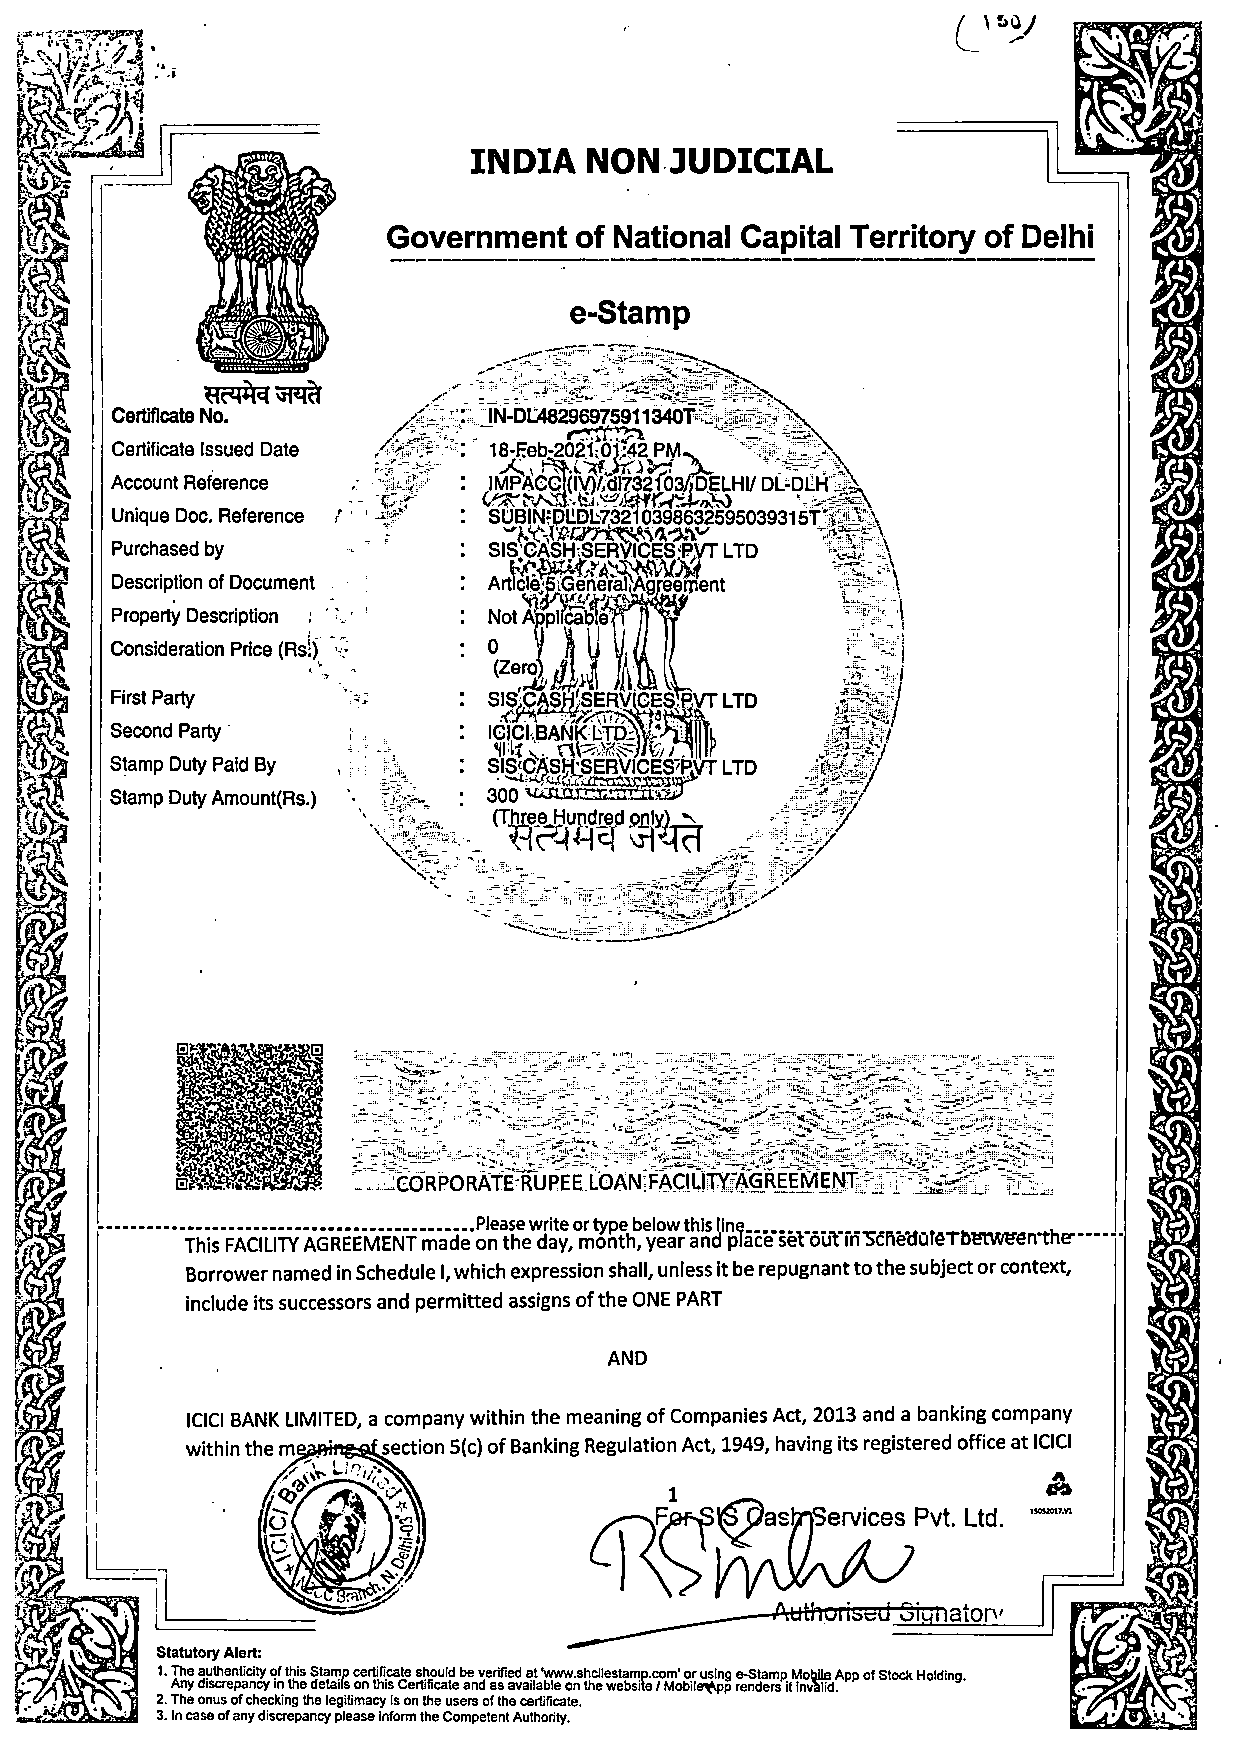 (150)
INDIA NON JUDICIAL
Government of National Capital Territory of Delhi
e-Stamp
सत्यमेव जयते
Certificate No. : IN-DL48296975911340T
Certificate Issued Date : 18-Feb-2021 01:42 PM
Account Reference : IMPACC (IV)/ dl732103/ DELHI/ DL-DLH
Unique Doc. Reference : SUBIN-DLDL73210398632595039315T
Purchased by : SIS CASH SERVICES PVT LTD
Description of Document : Article 5 General Agreement
Property Description : Not Applicable
Consideration Price (Rs.) : 0
(Zero)
First Party : SIS CASH SERVICES PVT LTD
Second Party : ICICI BANK LTD
Stamp Duty Paid By : SIS CASH SERVICES PVT LTD
Stamp Duty Amount(Rs.) : 300
(Three Hundred only)
सत्यमेव जयते
CORPORATE RUPEE LOAN FACILITY AGREEMENT
Please write or type below this line
This FACILITY AGREEMENT made on the day, month, year and place set out in Schedule I between the
Borrower named in Schedule I, which expression shall, unless it be repugnant to the subject or context,
include its successors and permitted assigns of the ONE PART
AND
ICICI BANK LIMITED, a company within the meaning of Companies Act, 2013 and a banking company
within the meaning of section 5(c) of Banking Regulation Act, 1949, having its registered office at ICICI
ICICI Bank Limited
Branch, N. Delhi-05
1
For SIS Cash Services Pvt. Ltd.
15052017.V1
RSinha
Authorised Signatory
Statutory Alert:
1. The authenticity of this Stamp certificate should be verified at 'www.shcilestamp.com' or using e-Stamp Mobile App of Stock Holding.
Any discrepancy in the details on this Certificate and as available on the website / Mobile App renders it invalid.
2. The onus of checking the legitimacy is on the users of the certificate.
3. In case of any discrepancy please inform the Competent Authority.